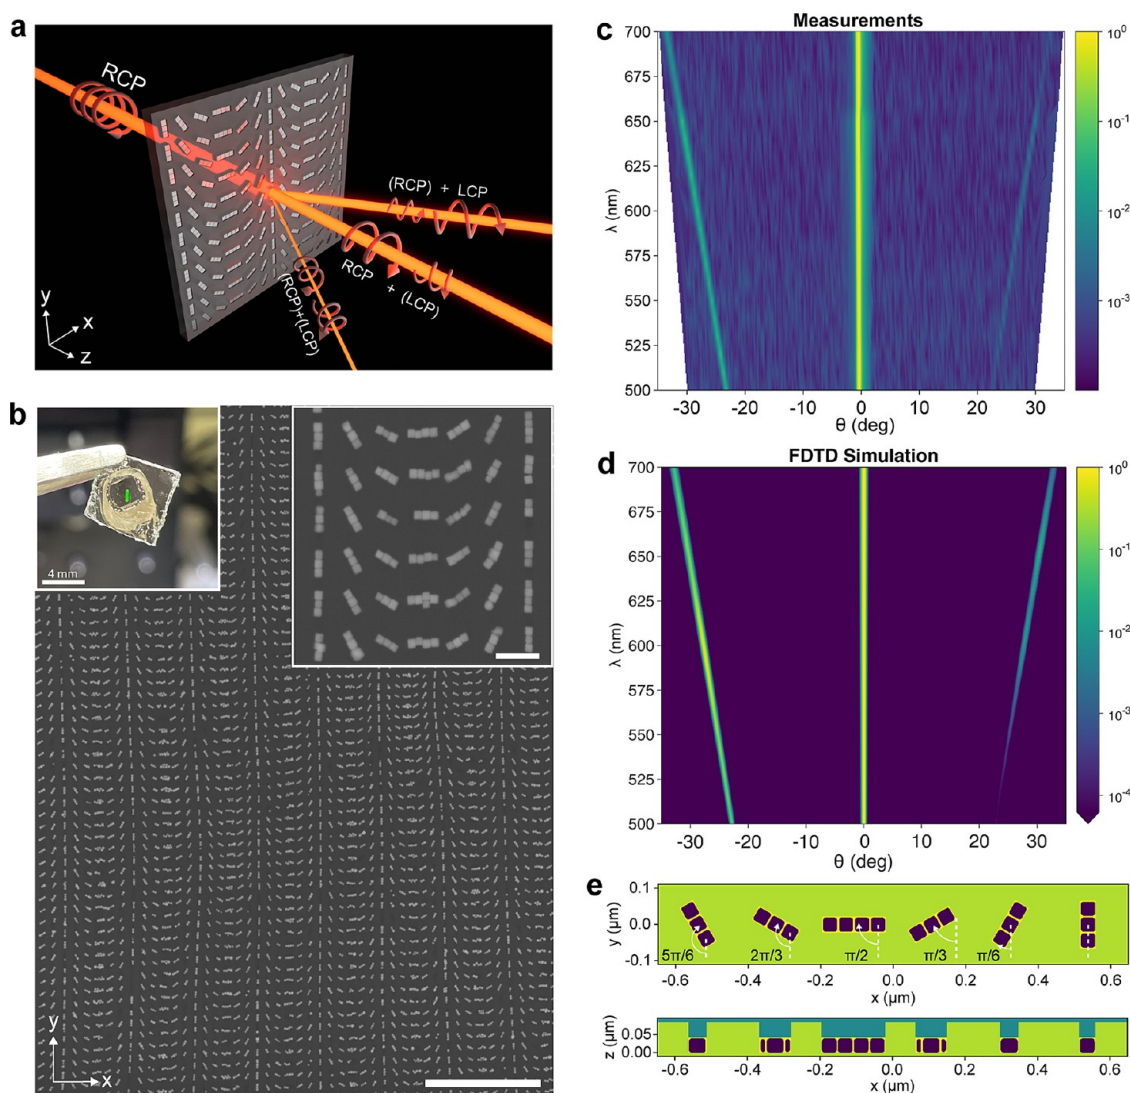 a
RCP
(RCP) + LCP
RCP + (LCP)
(RCP)+(LCP)
y
x
z
b
4 mm
y
x
c
Measurements
700
675
650
625
600
575
550
525
500
λ (nm)
-30 -20 -10 0 10 20 30
θ (deg)
10⁰
10⁻¹
10⁻²
10⁻³
d
FDTD Simulation
700
675
650
625
600
575
550
525
500
λ (nm)
-30 -20 -10 0 10 20 30
θ (deg)
10⁰
10⁻¹
10⁻²
10⁻³
10⁻⁴
e
0.1
0.0
-0.1
y (µm)
5π/6 2π/3 π/2 π/3 π/6
-0.6 -0.4 -0.2 0.0 0.2 0.4 0.6
x (µm)
0.05
0.00
z (µm)
-0.6 -0.4 -0.2 0.0 0.2 0.4 0.6
x (µm)